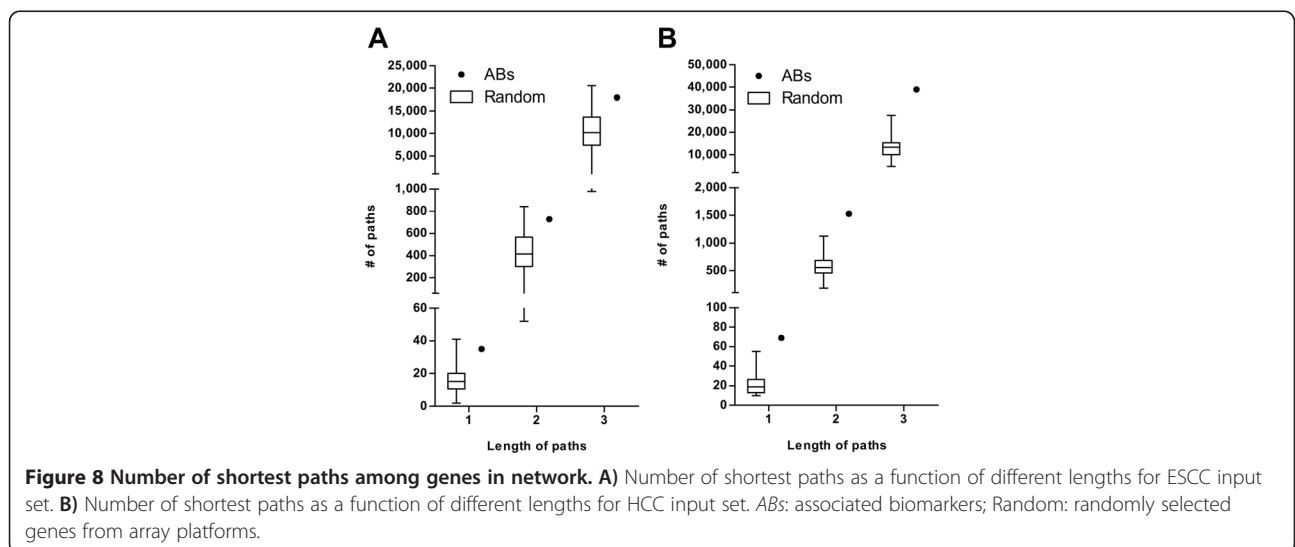 A
25,000
20,000
15,000
10,000
5,000
1,000
800
600
400
200
60
40
20
0
# of paths
ABs
Random
1 2 3
Length of paths
B
50,000
40,000
30,000
20,000
10,000
2,000
1,500
1,000
500
100
80
60
40
20
0
# of paths
ABs
Random
1 2 3
Length of paths
Figure 8 Number of shortest paths among genes in network. A) Number of shortest paths as a function of different lengths for ESCC input
set. B) Number of shortest paths as a function of different lengths for HCC input set. ABs: associated biomarkers; Random: randomly selected
genes from array platforms.